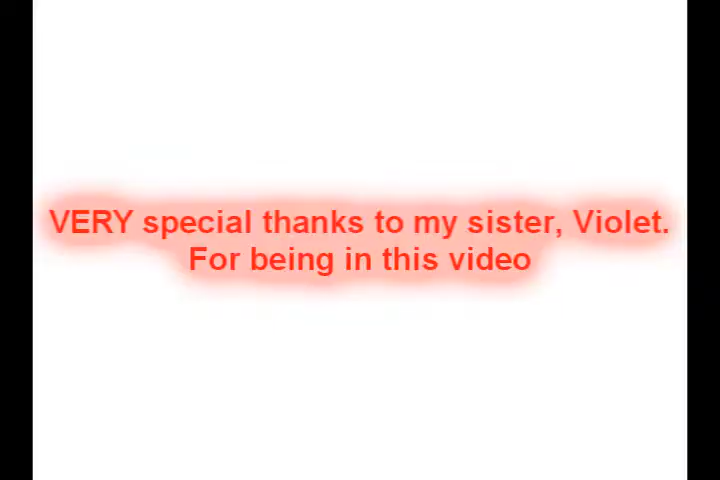 VERY special thanks to my sister, Violet.
For being in this video